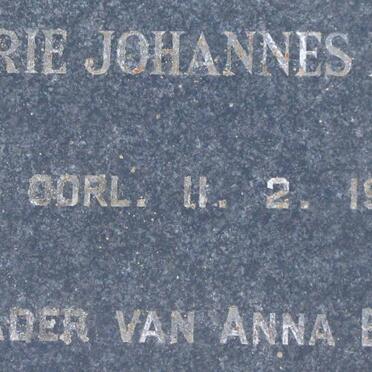 RIE JOHANNES
OORL. 11. 2. 19
ADER VAN ANNA